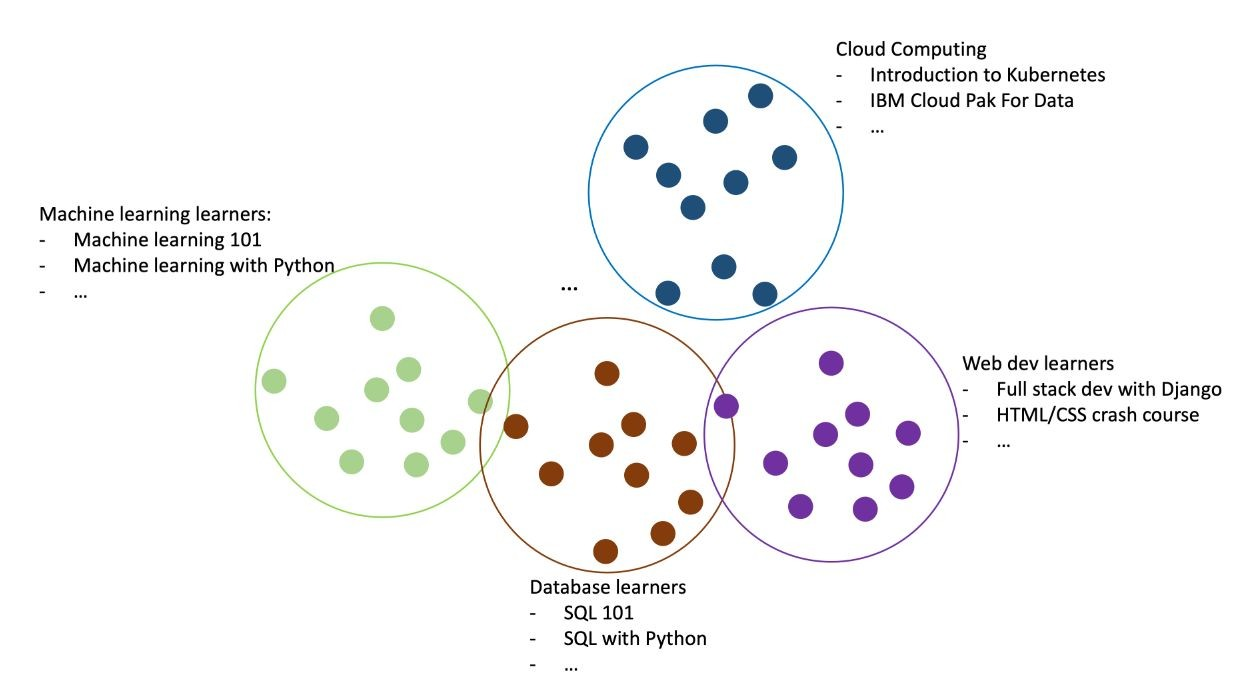 Cloud Computing
- Introduction to Kubernetes
- IBM Cloud Pak For Data
- ...
Machine learning learners:
- Machine learning 101
- Machine learning with Python
- ...
...
Web dev learners
- Full stack dev with Django
- HTML/CSS crash course
- ...
Database learners
- SQL 101
- SQL with Python
- ...